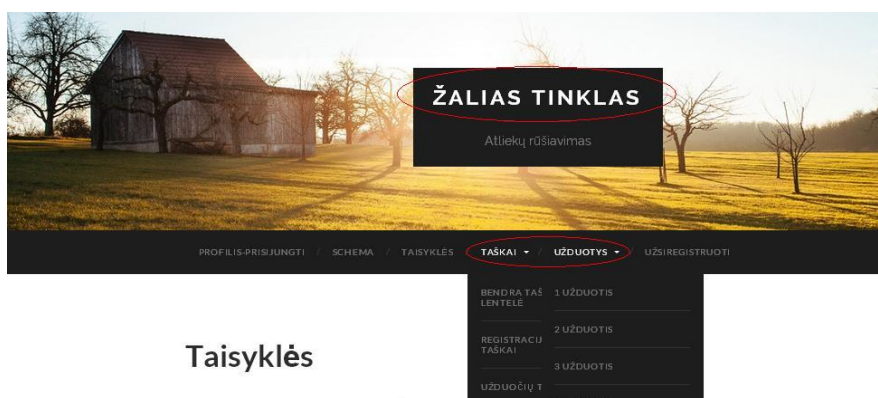 ŽALIAS TINKLAS
Atliekų rūšiavimas
PROFILIS-PRISIJUNGTI / SCHEMA / TAISYKLĖS / TAŠKAI / UŽDUOTYS / UŽSIREGISTRUOTI
BENDRA TAŠ
LENTELĖ
REGISTRACIJ
TAŠKAI
UŽDUOČIŲ T
1 UŽDUOTIS
2 UŽDUOTIS
3 UŽDUOTIS
Taisyklės